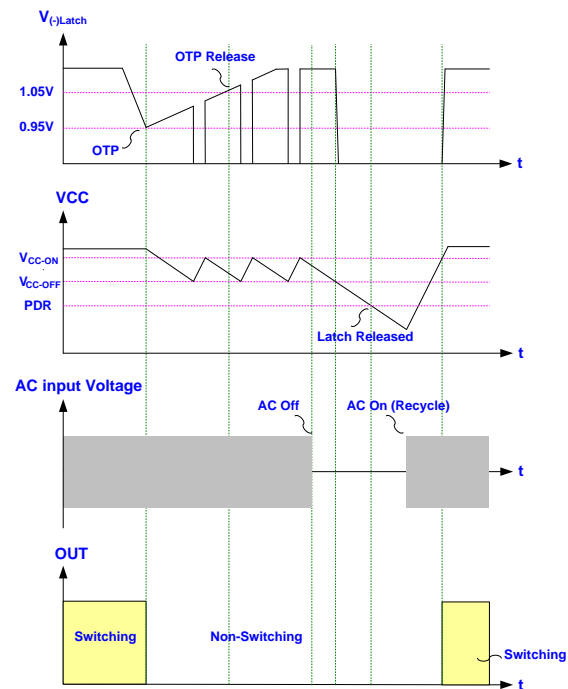 V(-)Latch
OTP Release
1.05V
0.95V
OTP
t
VCC
VCC-ON
VCC-OFF
PDR
Latch Released
t
AC input Voltage
AC Off
AC On (Recycle)
t
OUT
Switching
Non-Switching
Switching
t